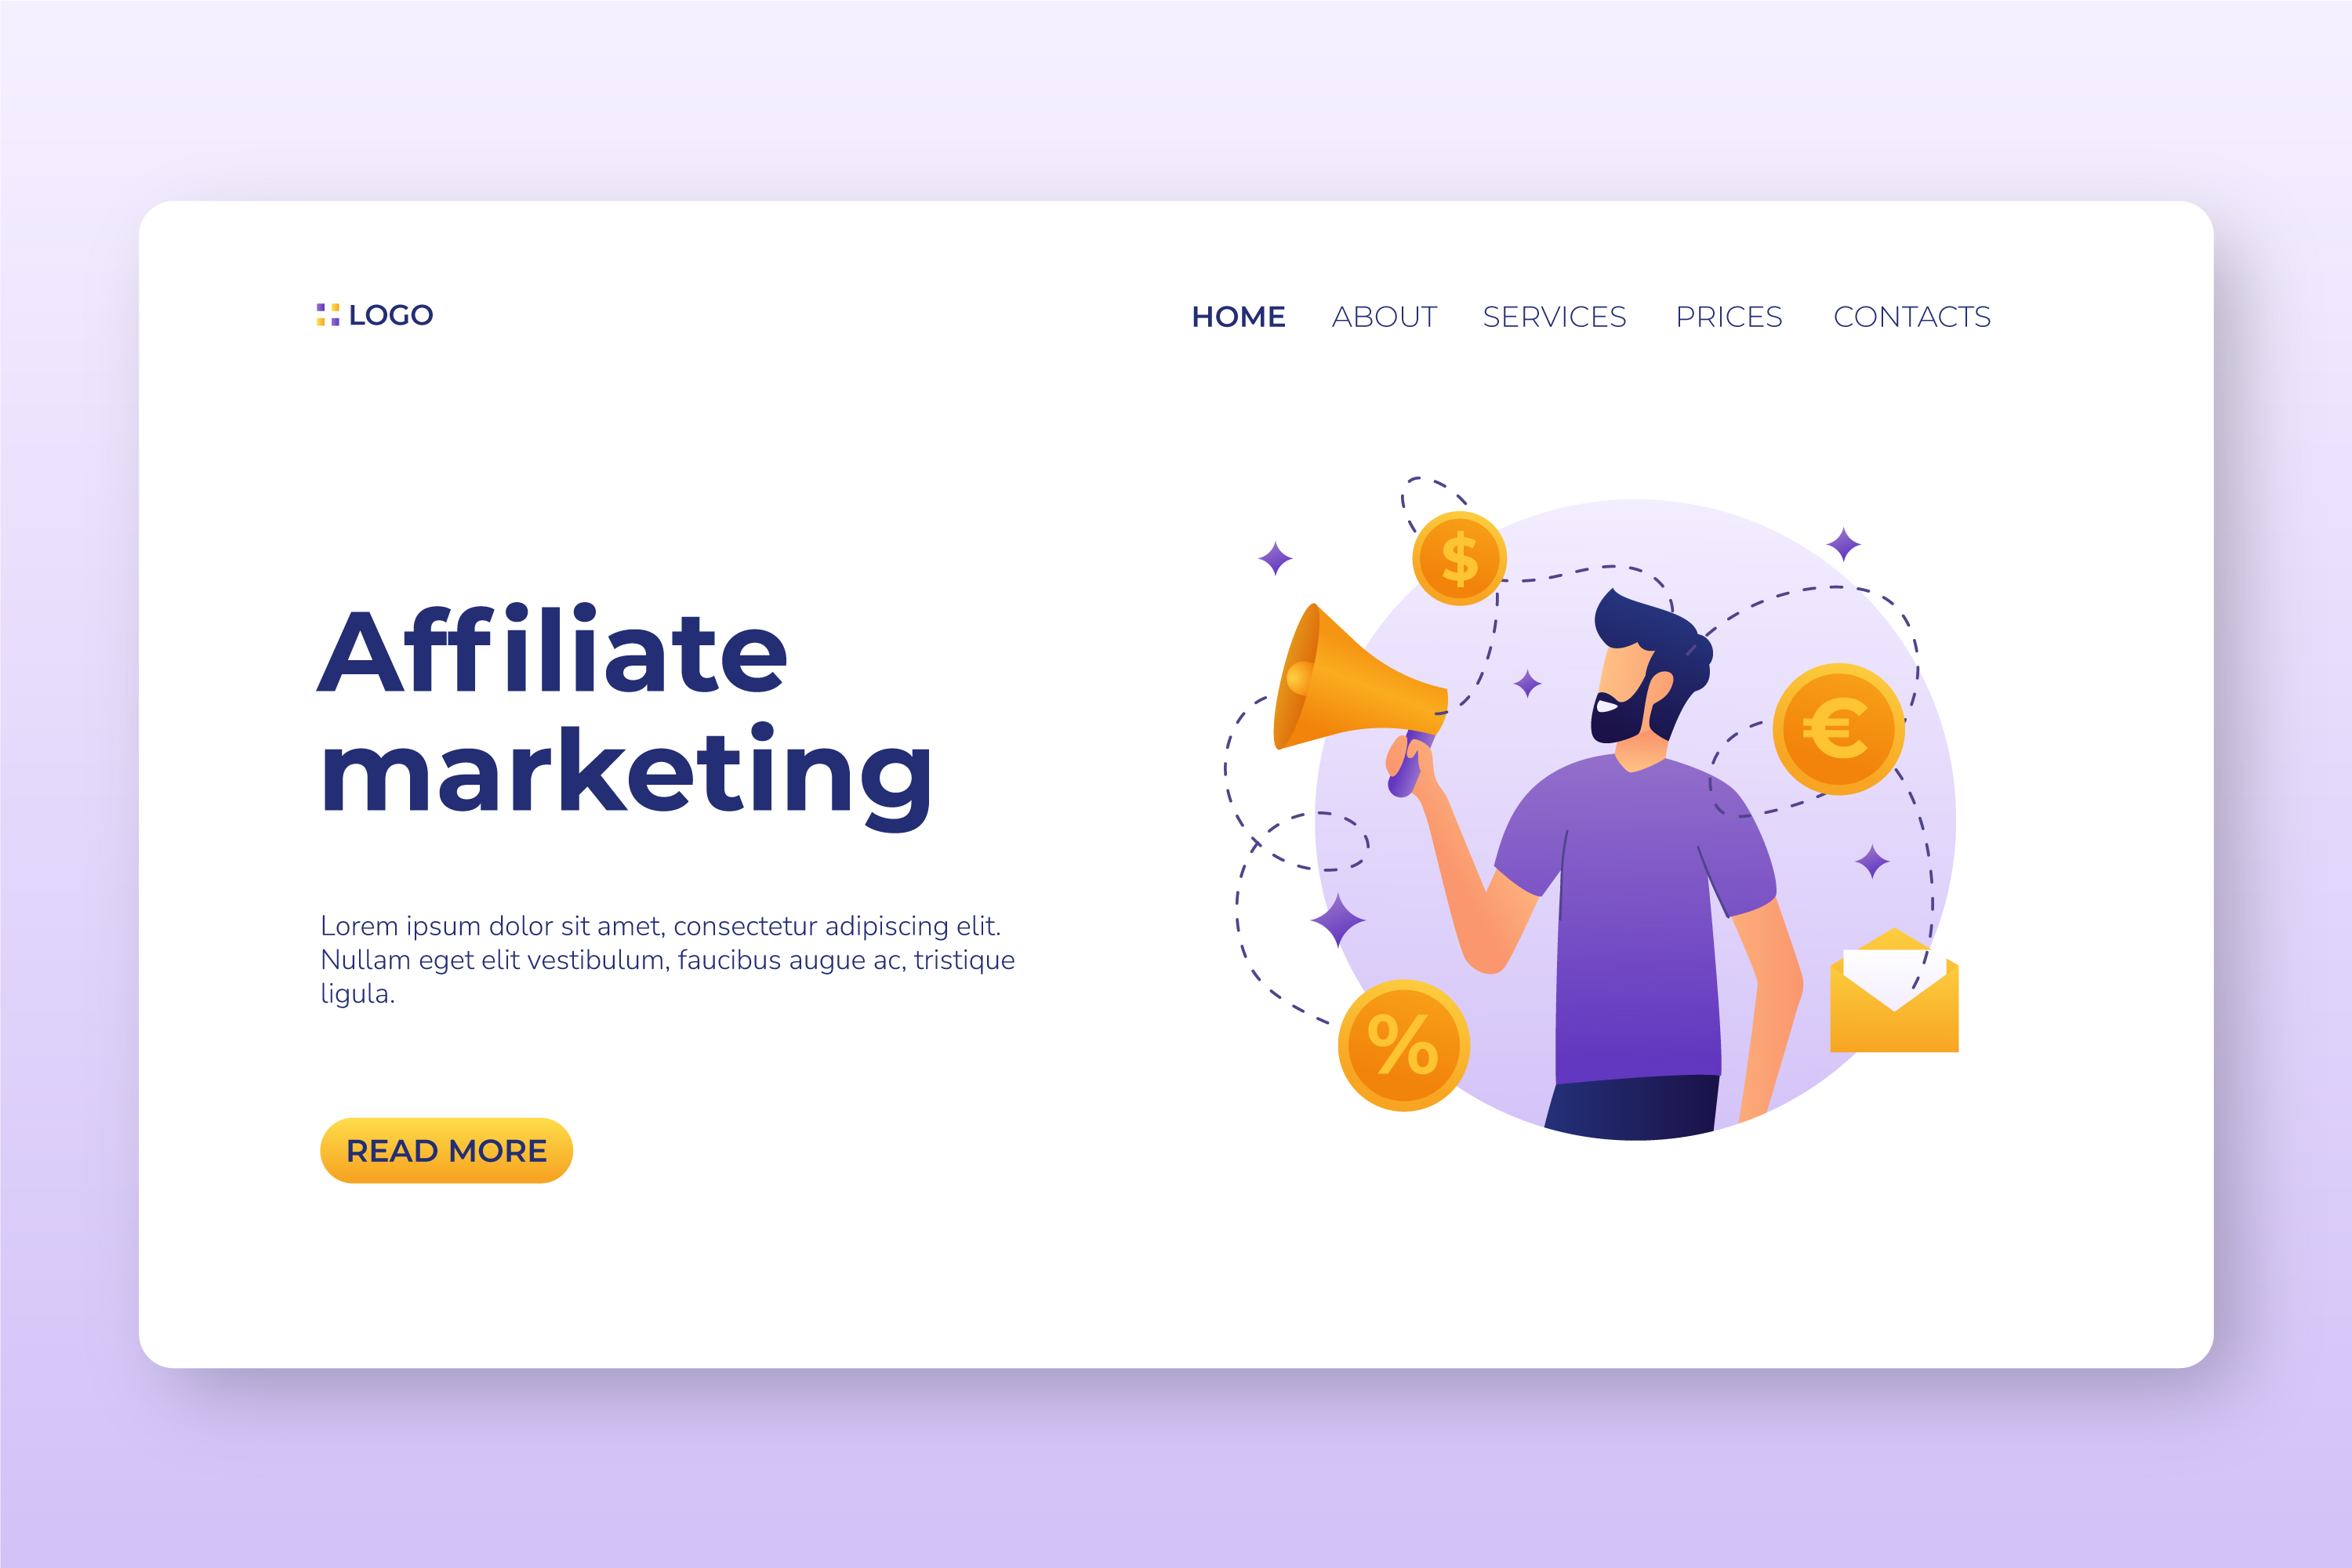 LOGO
HOME ABOUT SERVICES PRICES CONTACTS
$
Affiliate
marketing
€
Lorem ipsum dolor sit amet, consectetur adipiscing elit.
Nullam eget elit vestibulum, faucibus augue ac, tristique
ligula.
%
READ MORE